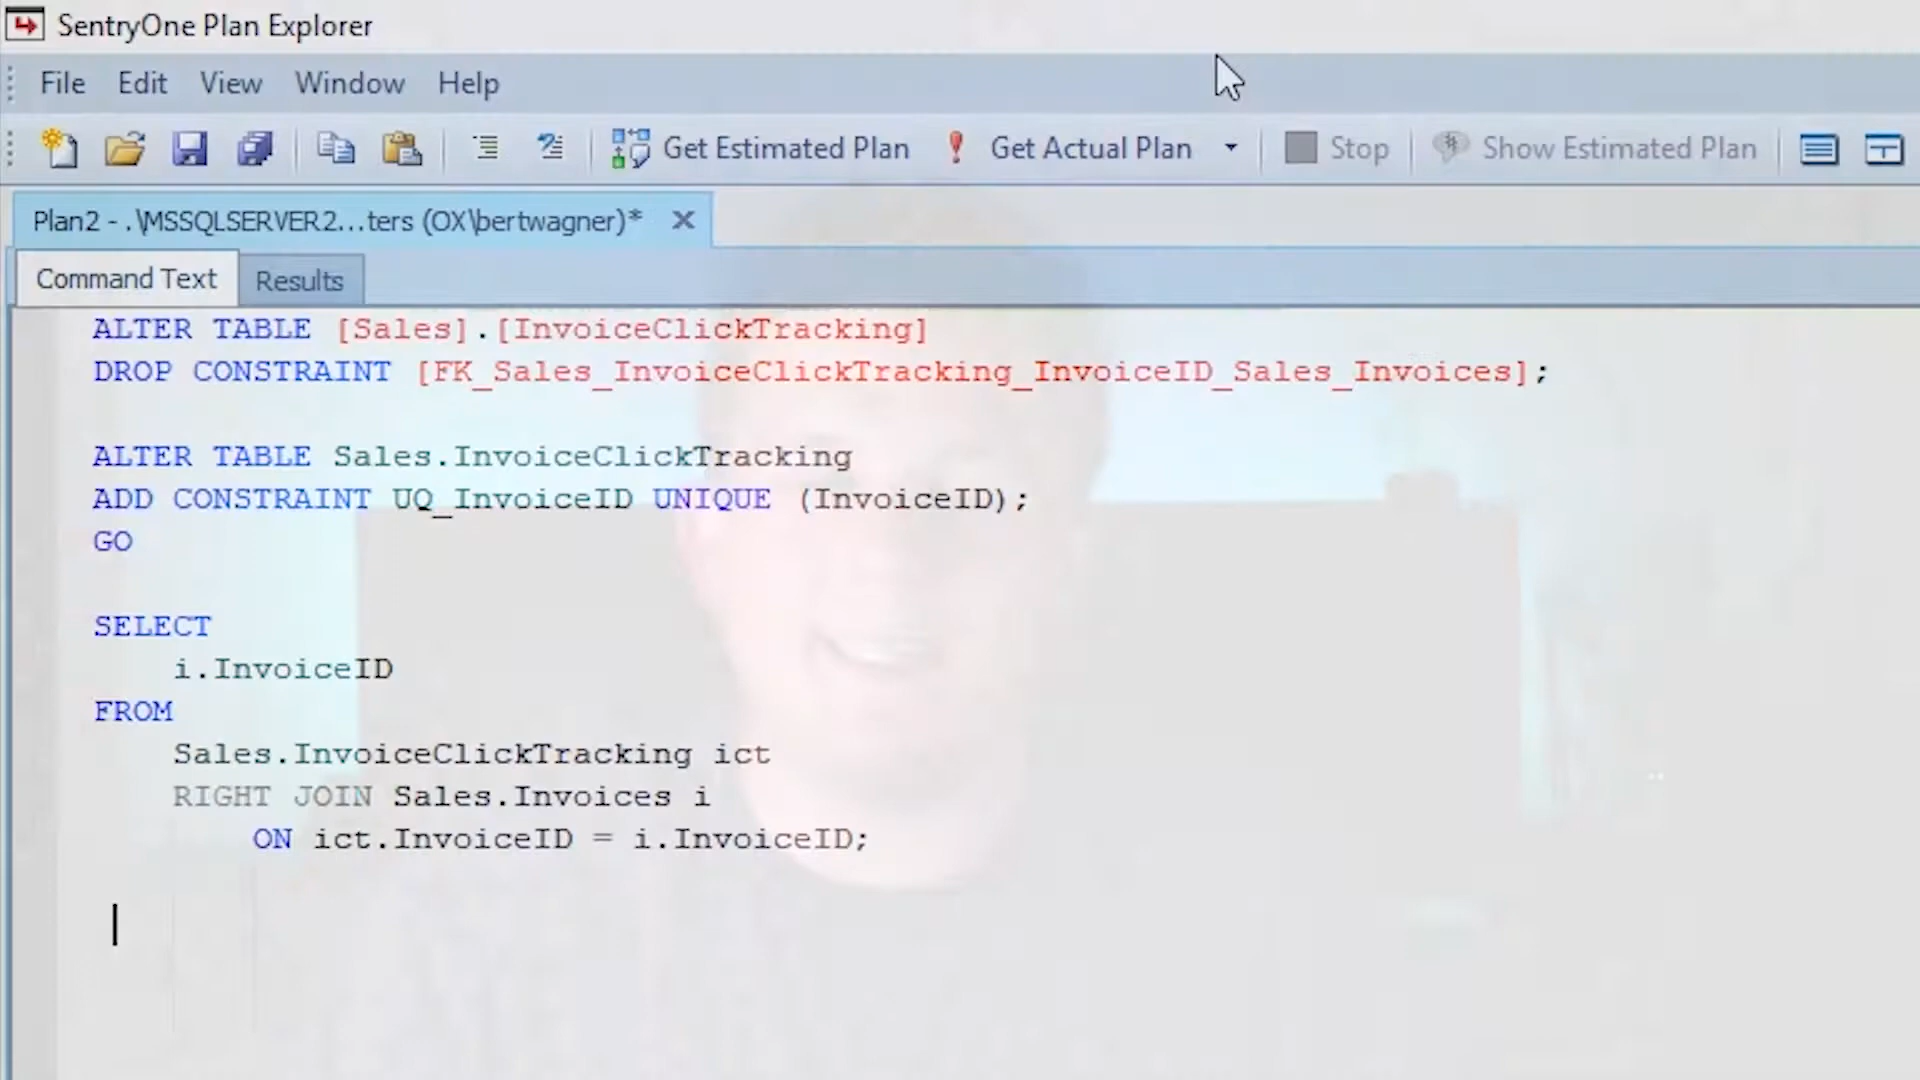 SentryOne Plan Explorer
File Edit View Window Help
Get Estimated Plan Get Actual Plan Stop Show Estimated Plan
Plan2 - .\MSSQLSERVER2...ters (OX\bertwagner)*
Command Text Results
ALTER TABLE [Sales].[InvoiceClickTracking]
DROP CONSTRAINT [FK_Sales_InvoiceClickTracking_InvoiceID_Sales_Invoices];
ALTER TABLE Sales.InvoiceClickTracking
ADD CONSTRAINT UQ_InvoiceID UNIQUE (InvoiceID);
GO
SELECT
i.InvoiceID
FROM
Sales.InvoiceClickTracking ict
RIGHT JOIN Sales.Invoices i
ON ict.InvoiceID = i.InvoiceID;